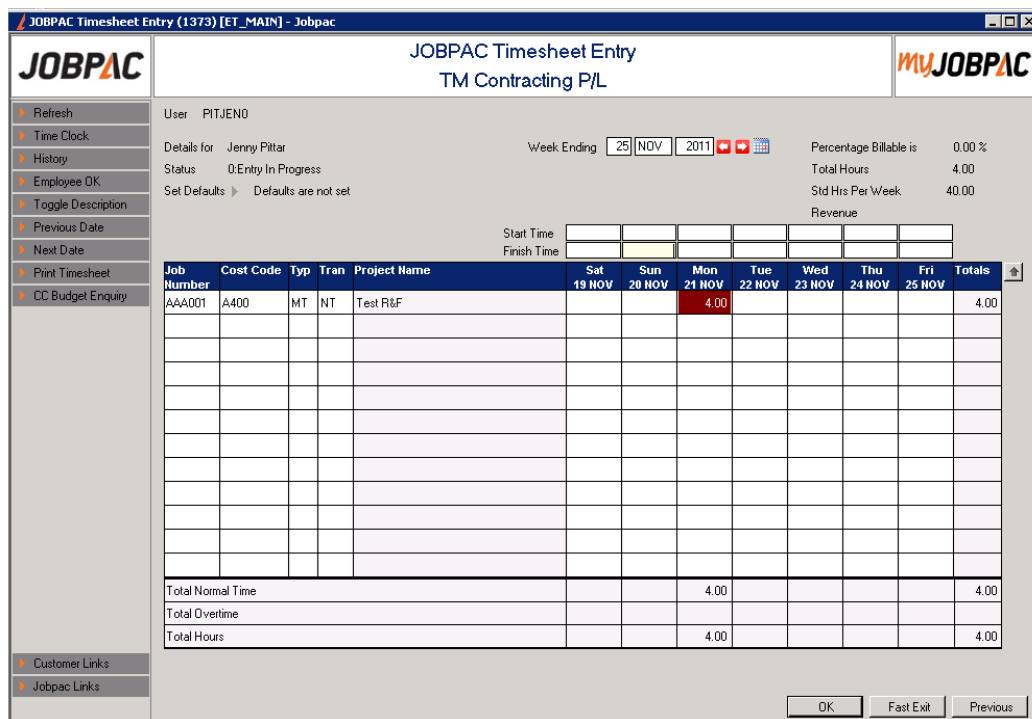 JOBPAC Timesheet Entry (1373) [ET_MAIN] - Jobpac
JOBPAC
JOBPAC Timesheet Entry
TM Contracting P/L
MyJOBPAC
Refresh
Time Clock
History
Employee OK
Toggle Description
Previous Date
Next Date
Print Timesheet
CC Budget Enquiry
User PITJEN0
Details for Jenny Pittar Week Ending 25 NOV 2011 Percentage Billable is 0.00 %
Status 0:Entry In Progress Total Hours 4.00
Set Defaults Defaults are not set Std Hrs Per Week 40.00
Revenue
Start Time
Finish Time
Job Number Cost Code Typ Tran Project Name Sat 19 NOV Sun 20 NOV Mon 21 NOV Tue 22 NOV Wed 23 NOV Thu 24 NOV Fri 25 NOV Totals
AAA001 A400 MT NT Test R&F 4.00 4.00
Total Normal Time 4.00 4.00
Total Overtime
Total Hours 4.00 4.00
Customer Links
Jobpac Links
OK Fast Exit Previous